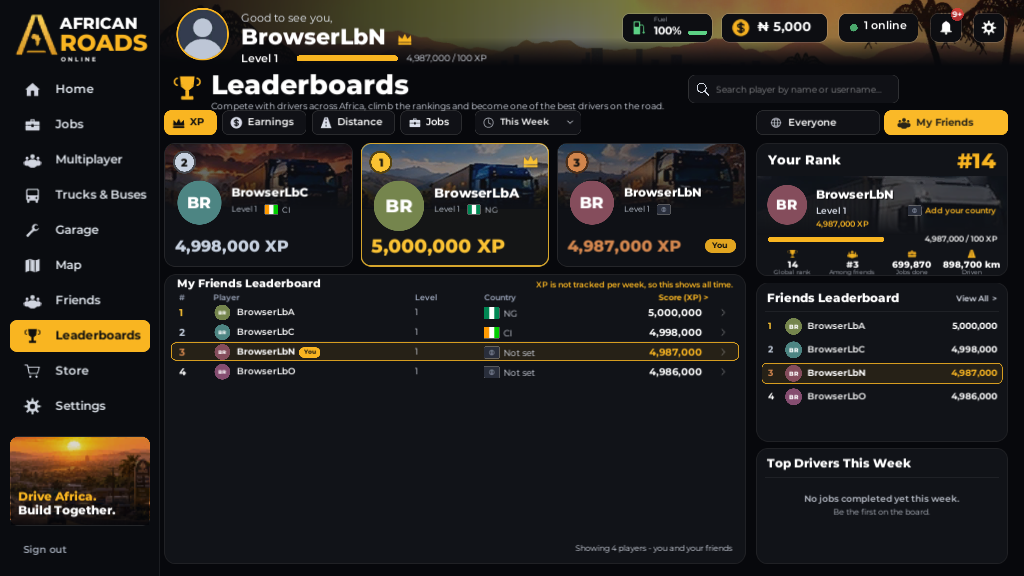 AFRICAN
ROADS
ONLINE
Home
Jobs
Multiplayer
Trucks & Buses
Garage
Map
Friends
Leaderboards
Store
Settings
Drive Africa.
Build Together.
Sign out
Good to see you,
BrowserLbN
Level 1
4,987,000 / 100 XP
Fuel
100%
$
₦ 5,000
1 online
9+
Leaderboards
Compete with drivers across Africa, climb the rankings and become one of the best drivers on the road.
Search player by name or username...
XP
Earnings
Distance
Jobs
This Week
Everyone
My Friends
2
BR
BrowserLbC
Level 1
CI
4,998,000 XP
1
BR
BrowserLbA
Level 1
NG
5,000,000 XP
3
BR
BrowserLbN
Level 1
4,987,000 XP
You
My Friends Leaderboard
XP is not tracked per week, so this shows all time.
# Player Level Country Score (XP) >
1 BR BrowserLbA 1 NG 5,000,000 >
2 BR BrowserLbC 1 CI 4,998,000 >
3 BR BrowserLbN You 1 Not set 4,987,000 >
4 BR BrowserLbO 1 Not set 4,986,000 >
Showing 4 players - you and your friends
Your Rank
#14
BR
BrowserLbN
Level 1
Add your country
4,987,000 XP
4,987,000 / 100 XP
14
Global rank
#3
Among friends
699,870
Jobs done
898,700 km
Driven
Friends Leaderboard
View All >
1 BR BrowserLbA 5,000,000
2 BR BrowserLbC 4,998,000
3 BR BrowserLbN 4,987,000
4 BR BrowserLbO 4,986,000
Top Drivers This Week
No jobs completed yet this week.
Be the first on the board.